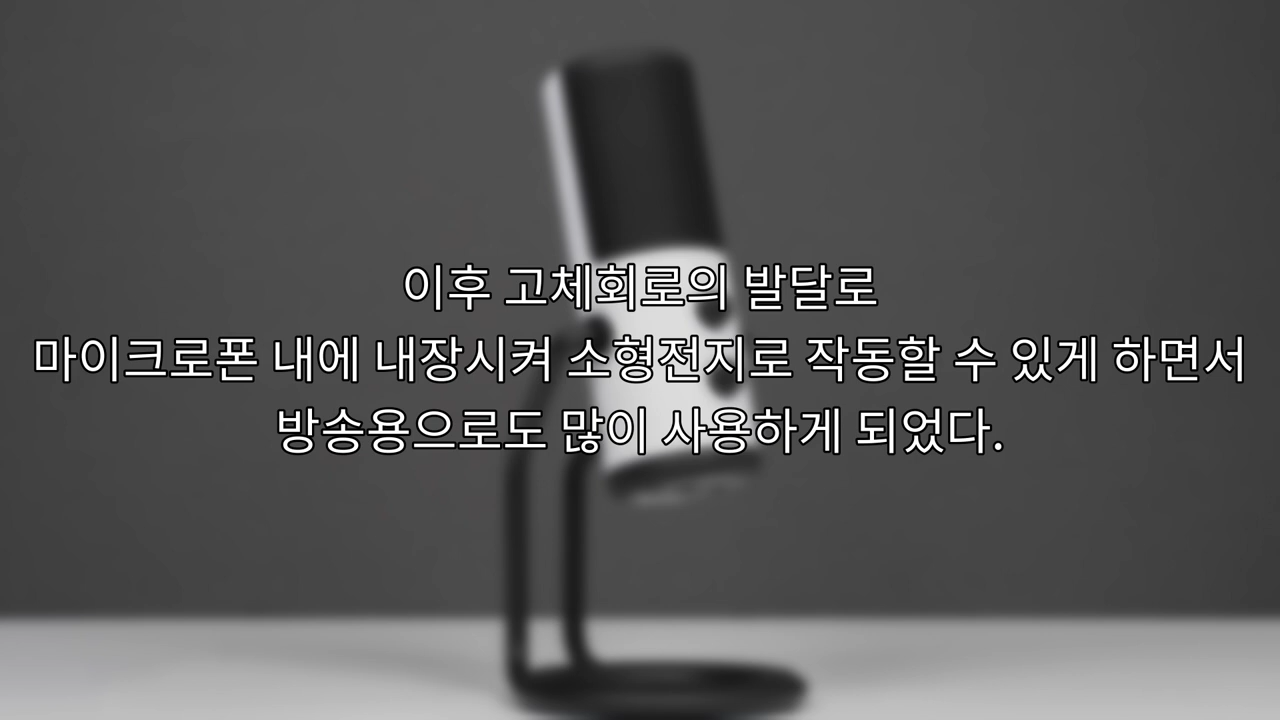 이후 고체회로의 발달로
마이크로폰 내에 내장시켜 소형전지로 작동할 수 있게 하면서
방송용으로도 많이 사용하게 되었다.